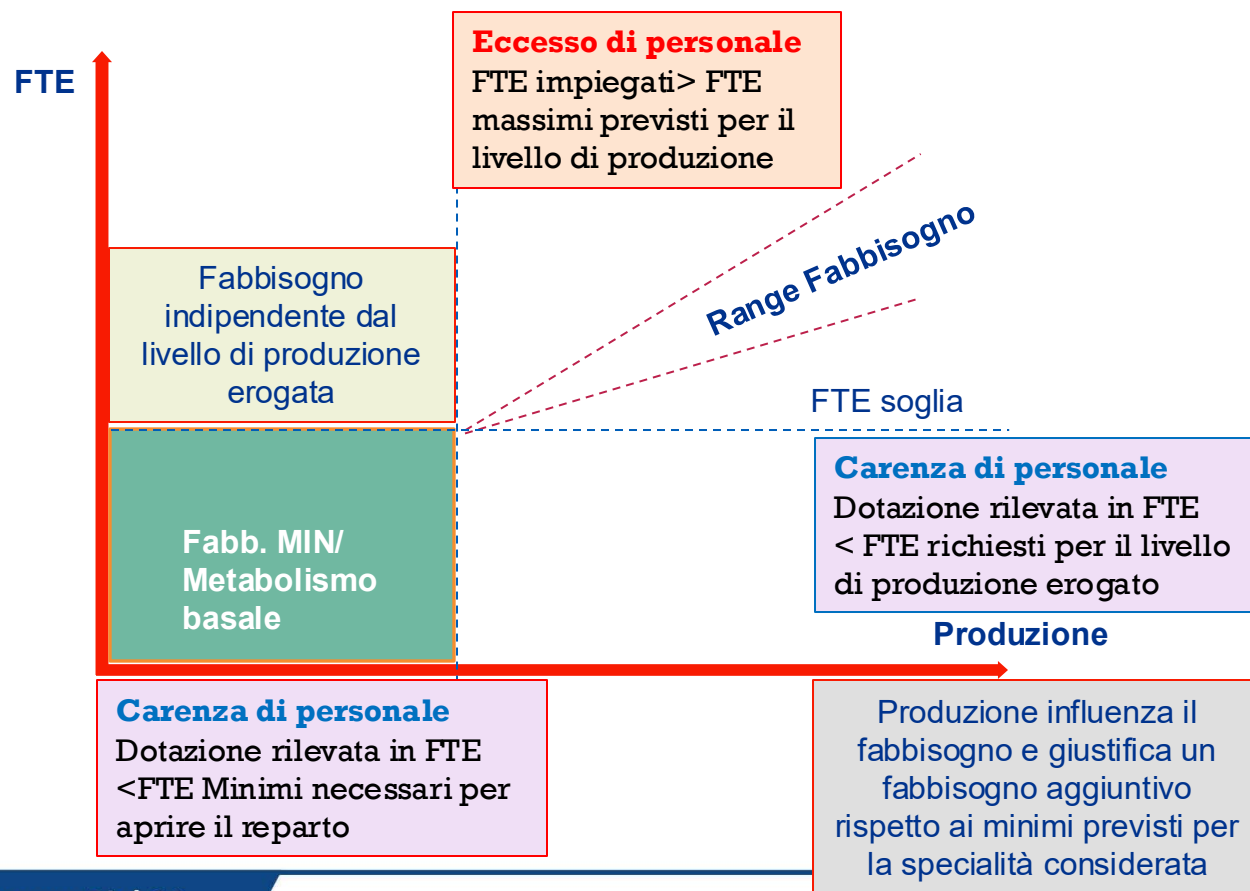 Eccesso di personale
FTE impiegati> FTE
massimi previsti per il
livello di produzione
FTE
Fabbisogno
indipendente dal
livello di produzione
erogata
Range Fabbisogno
FTE soglia
Fabb. MIN/
Metabolismo
basale
Carenza di personale
Dotazione rilevata in FTE
< FTE richiesti per il livello
di produzione erogato
Produzione
Carenza di personale
Dotazione rilevata in FTE
<FTE Minimi necessari per
aprire il reparto
Produzione influenza il
fabbisogno e giustifica un
fabbisogno aggiuntivo
rispetto ai minimi previsti per
la specialità considerata